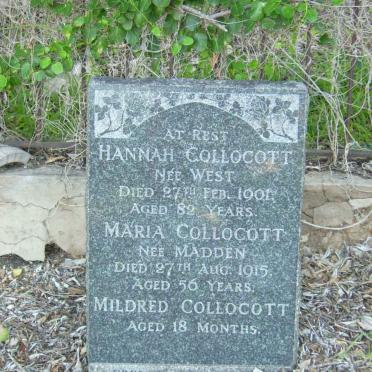 AT REST
HANNAH COLLOCOTT
NÉE WEST
DIED 27TH FEB. 1901.
AGED 82 YEARS.
MARIA COLLOCOTT
NÉE MADDEN
DIED 27TH AUG. 1915.
AGED 56 YEARS.
MILDRED COLLOCOTT
AGED 18 MONTHS.